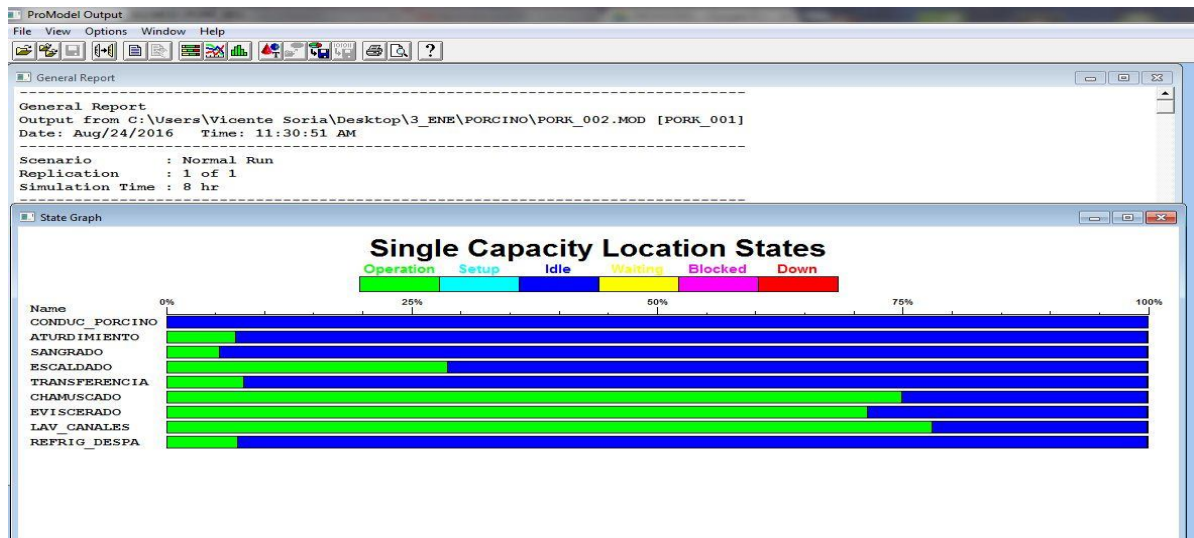 ProModel Output
File View Options Window Help
General Report
General Report
Output from C:\Users\Vicente Soria\Desktop\3_ENE\PORCINO\PORK_002.MOD [PORK_001]
Date: Aug/24/2016 Time: 11:30:51 AM
Scenario : Normal Run
Replication : 1 of 1
Simulation Time : 8 hr
State Graph
Single Capacity Location States
Operation Setup Idle Waiting Blocked Down
Name 0% 25% 50% 75% 100%
CONDUC_PORCINO
ATURDIMIENTO
SANGRADO
ESCALDADO
TRANSFERENCIA
CHAMUSCADO
EVISCERADO
LAV_CANALES
REFRIG_DESPA